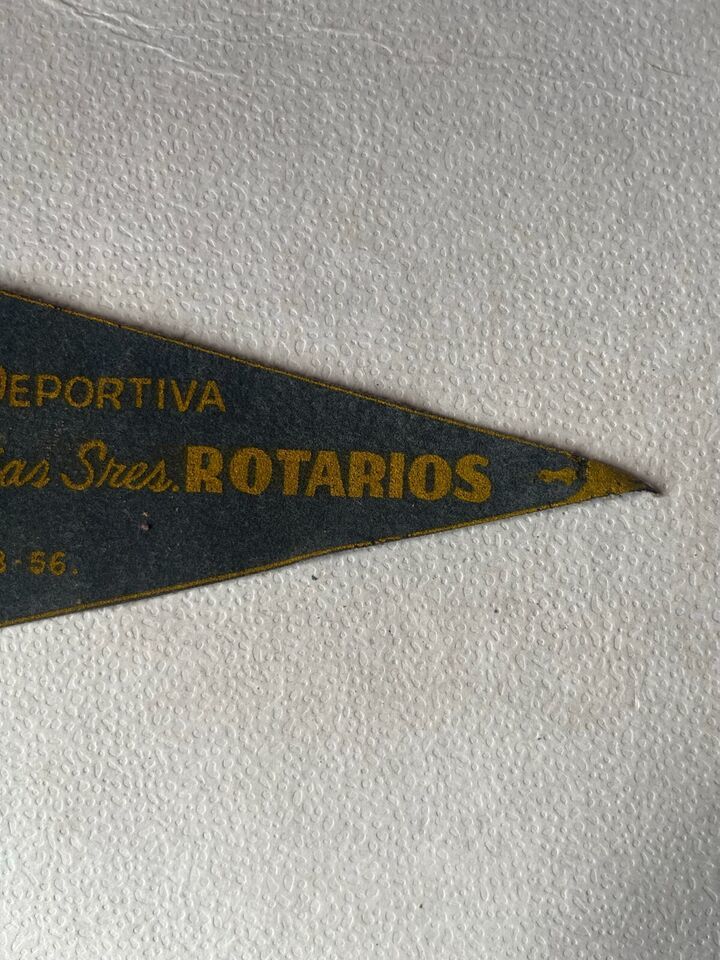 DEPORTIVA
Sres. ROTARIOS
-56.